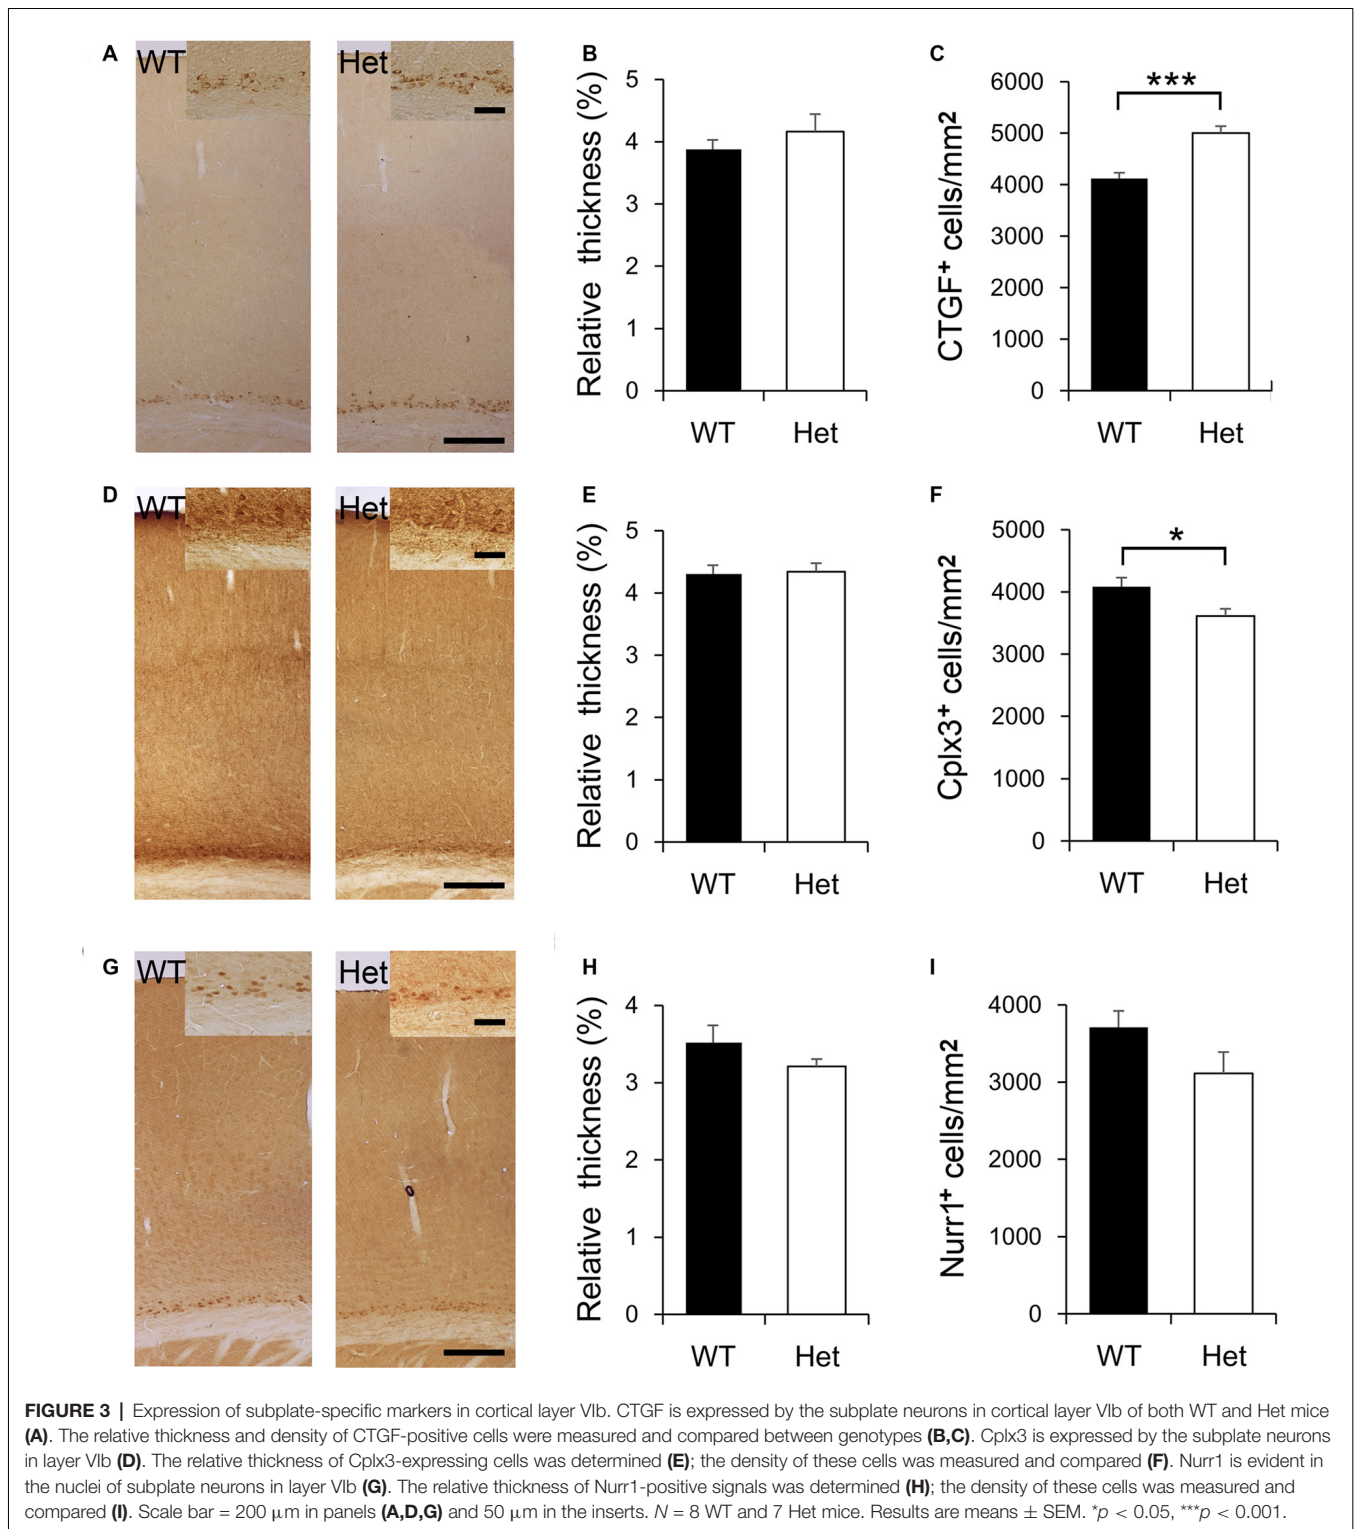 A
WT
Het
B
Relative thickness (%)
5
4
3
2
1
0
WT
Het
C
CTGF⁺ cells/mm²
6000
5000
4000
3000
2000
1000
0
***
WT
Het
D
WT
Het
E
Relative thickness (%)
5
4
3
2
1
0
WT
Het
F
Cplx3⁺ cells/mm²
5000
4000
3000
2000
1000
0
*
WT
Het
G
WT
Het
H
Relative thickness (%)
4
3
2
1
0
WT
Het
I
Nurr1⁺ cells/mm²
4000
3000
2000
1000
0
WT
Het
FIGURE 3 | Expression of subplate-specific markers in cortical layer VIb. CTGF is expressed by the subplate neurons in cortical layer VIb of both WT and Het mice
(A). The relative thickness and density of CTGF-positive cells were measured and compared between genotypes (B,C). Cplx3 is expressed by the subplate neurons
in layer VIb (D). The relative thickness of Cplx3-expressing cells was determined (E); the density of these cells was measured and compared (F). Nurr1 is evident in
the nuclei of subplate neurons in layer VIb (G). The relative thickness of Nurr1-positive signals was determined (H); the density of these cells was measured and
compared (I). Scale bar = 200 μm in panels (A,D,G) and 50 μm in the inserts. N = 8 WT and 7 Het mice. Results are means ± SEM. *p < 0.05, ***p < 0.001.